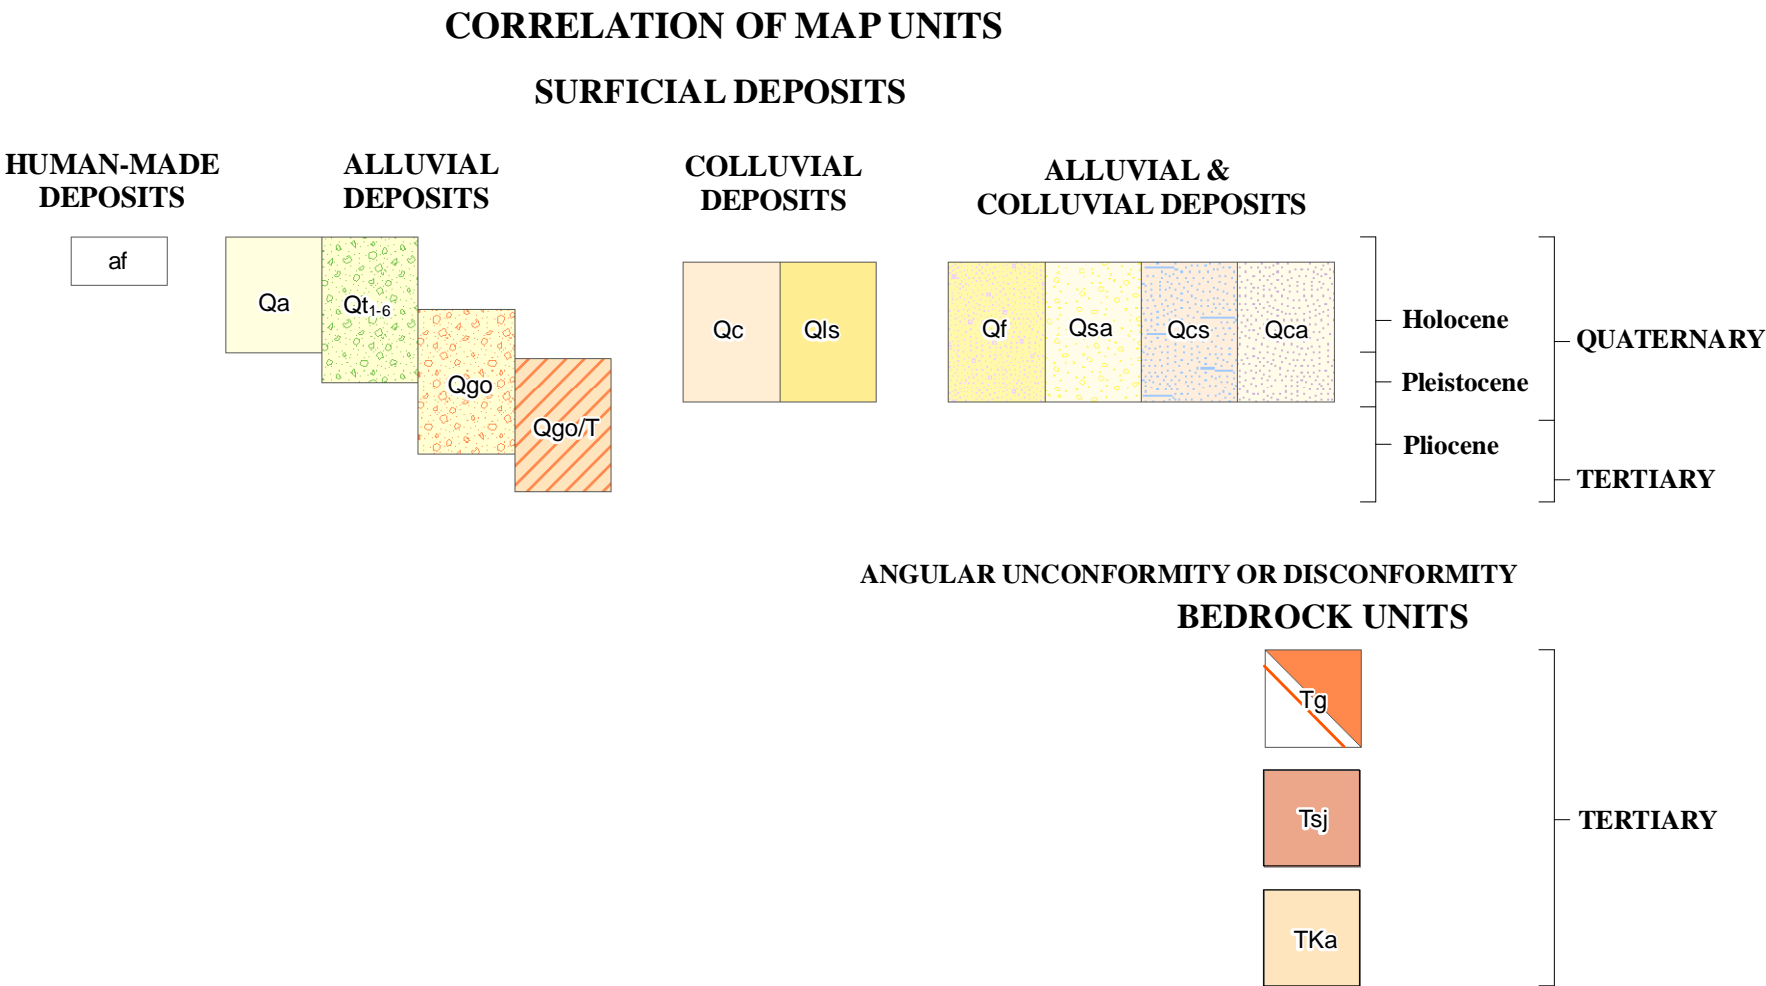 CORRELATION OF MAP UNITS
SURFICIAL DEPOSITS
HUMAN-MADE
DEPOSITS
ALLUVIAL
DEPOSITS
COLLUVIAL
DEPOSITS
ALLUVIAL &
COLLUVIAL DEPOSITS
af
Qa
Qt1-6
Qgo
Qgo/T
Qc
Qls
Qf
Qsa
Qcs
Qca
Holocene
Pleistocene
Pliocene
QUATERNARY
TERTIARY
ANGULAR UNCONFORMITY OR DISCONFORMITY
BEDROCK UNITS
Tg
Tsj
TKa
TERTIARY